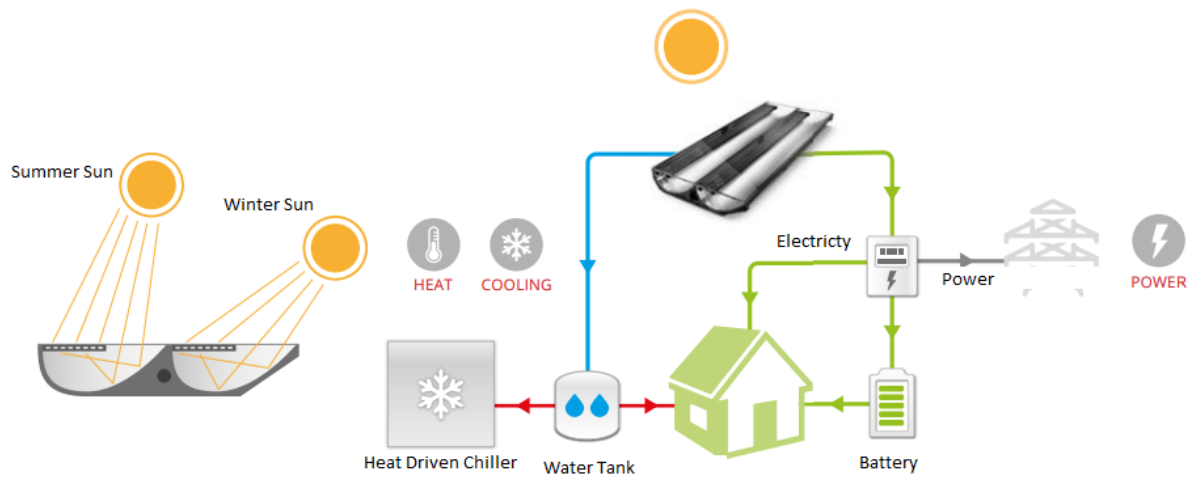 Summer Sun
Winter Sun
HEAT
COOLING
Electricty
Power
POWER
Heat Driven Chiller
Water Tank
Battery